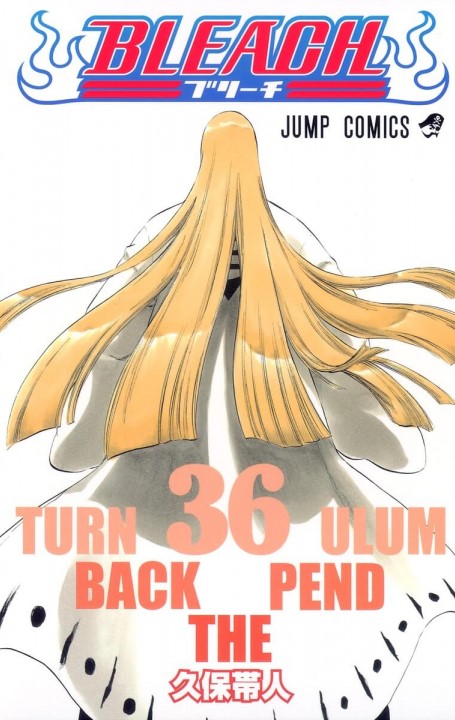 BLEACH
ブリーチ
JUMP COMICS
TURN 36 ULUM
BACK PEND
THE
久保帯人